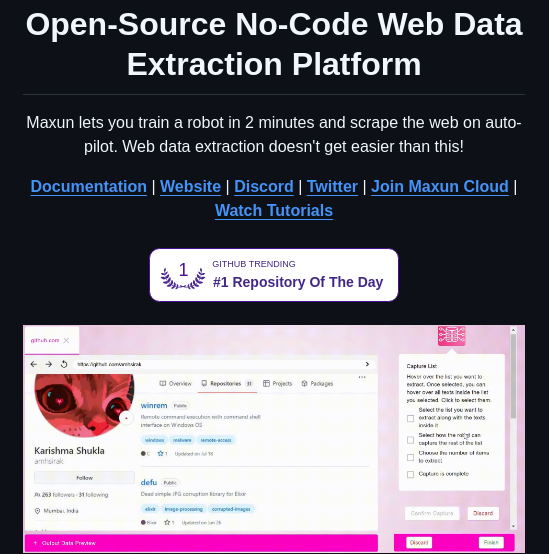 Open-Source No-Code Web Data
Extraction Platform
Maxun lets you train a robot in 2 minutes and scrape the web on auto-
pilot. Web data extraction doesn't get easier than this!
Documentation | Website | Discord | Twitter | Join Maxun Cloud |
Watch Tutorials
1
GITHUB TRENDING
#1 Repository Of The Day
github.com
https://github.com/amhsirak
Overview
Repositories 31
Projects
Packages
winrem Public
Remote command execution with command shell
interface on Windows OS
windows malware remote-access
C 1 Updated on Jul 18
Karishma Shukla
amhsirak
Follow
263 followers · 31 following
Mumbai, India
defu Public
Dead simple JPG corruption library for Elixir
elixir image-processing corrupted-images
Elixir 1 Updated on Jun 26
Output Data Preview
Capture List
Hover over the list you want to
extract. Once selected, you can
hover over all texts inside the list
you selected. Click to select them.
Select the list you want to
extract along with the texts
inside it
Select how the robot can
capture the rest of the list
Choose the number of items
to extract
Capture is complete
Confirm Capture
Discard
Discard
Finish